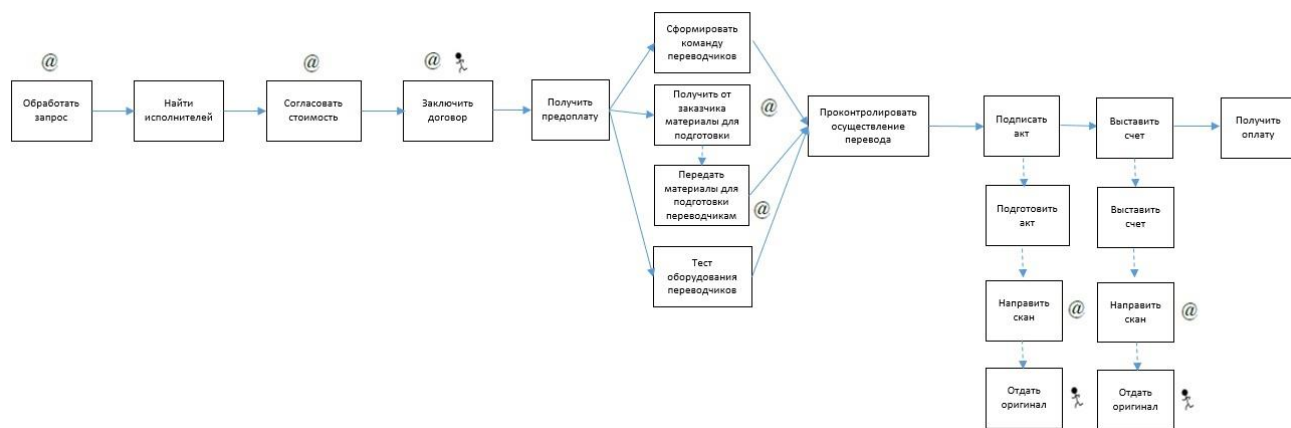 Сформировать
команду
переводчиков
@
@
@
Обработать
запрос
Найти
исполнителей
Согласовать
стоимость
Заключить
договор
Получить
предоплату
Получить от
заказчика
материалы для
подготовки
@
Передать
материалы для
подготовки
переводчикам
@
Тест
оборудования
переводчиков
Проконтролировать
осуществление
перевода
Подписать
акт
Выставить
счет
Получить
оплату
Подготовить
акт
Выставить
счет
Направить
скан
@
Направить
скан
@
Отдать
оригинал
Отдать
оригинал